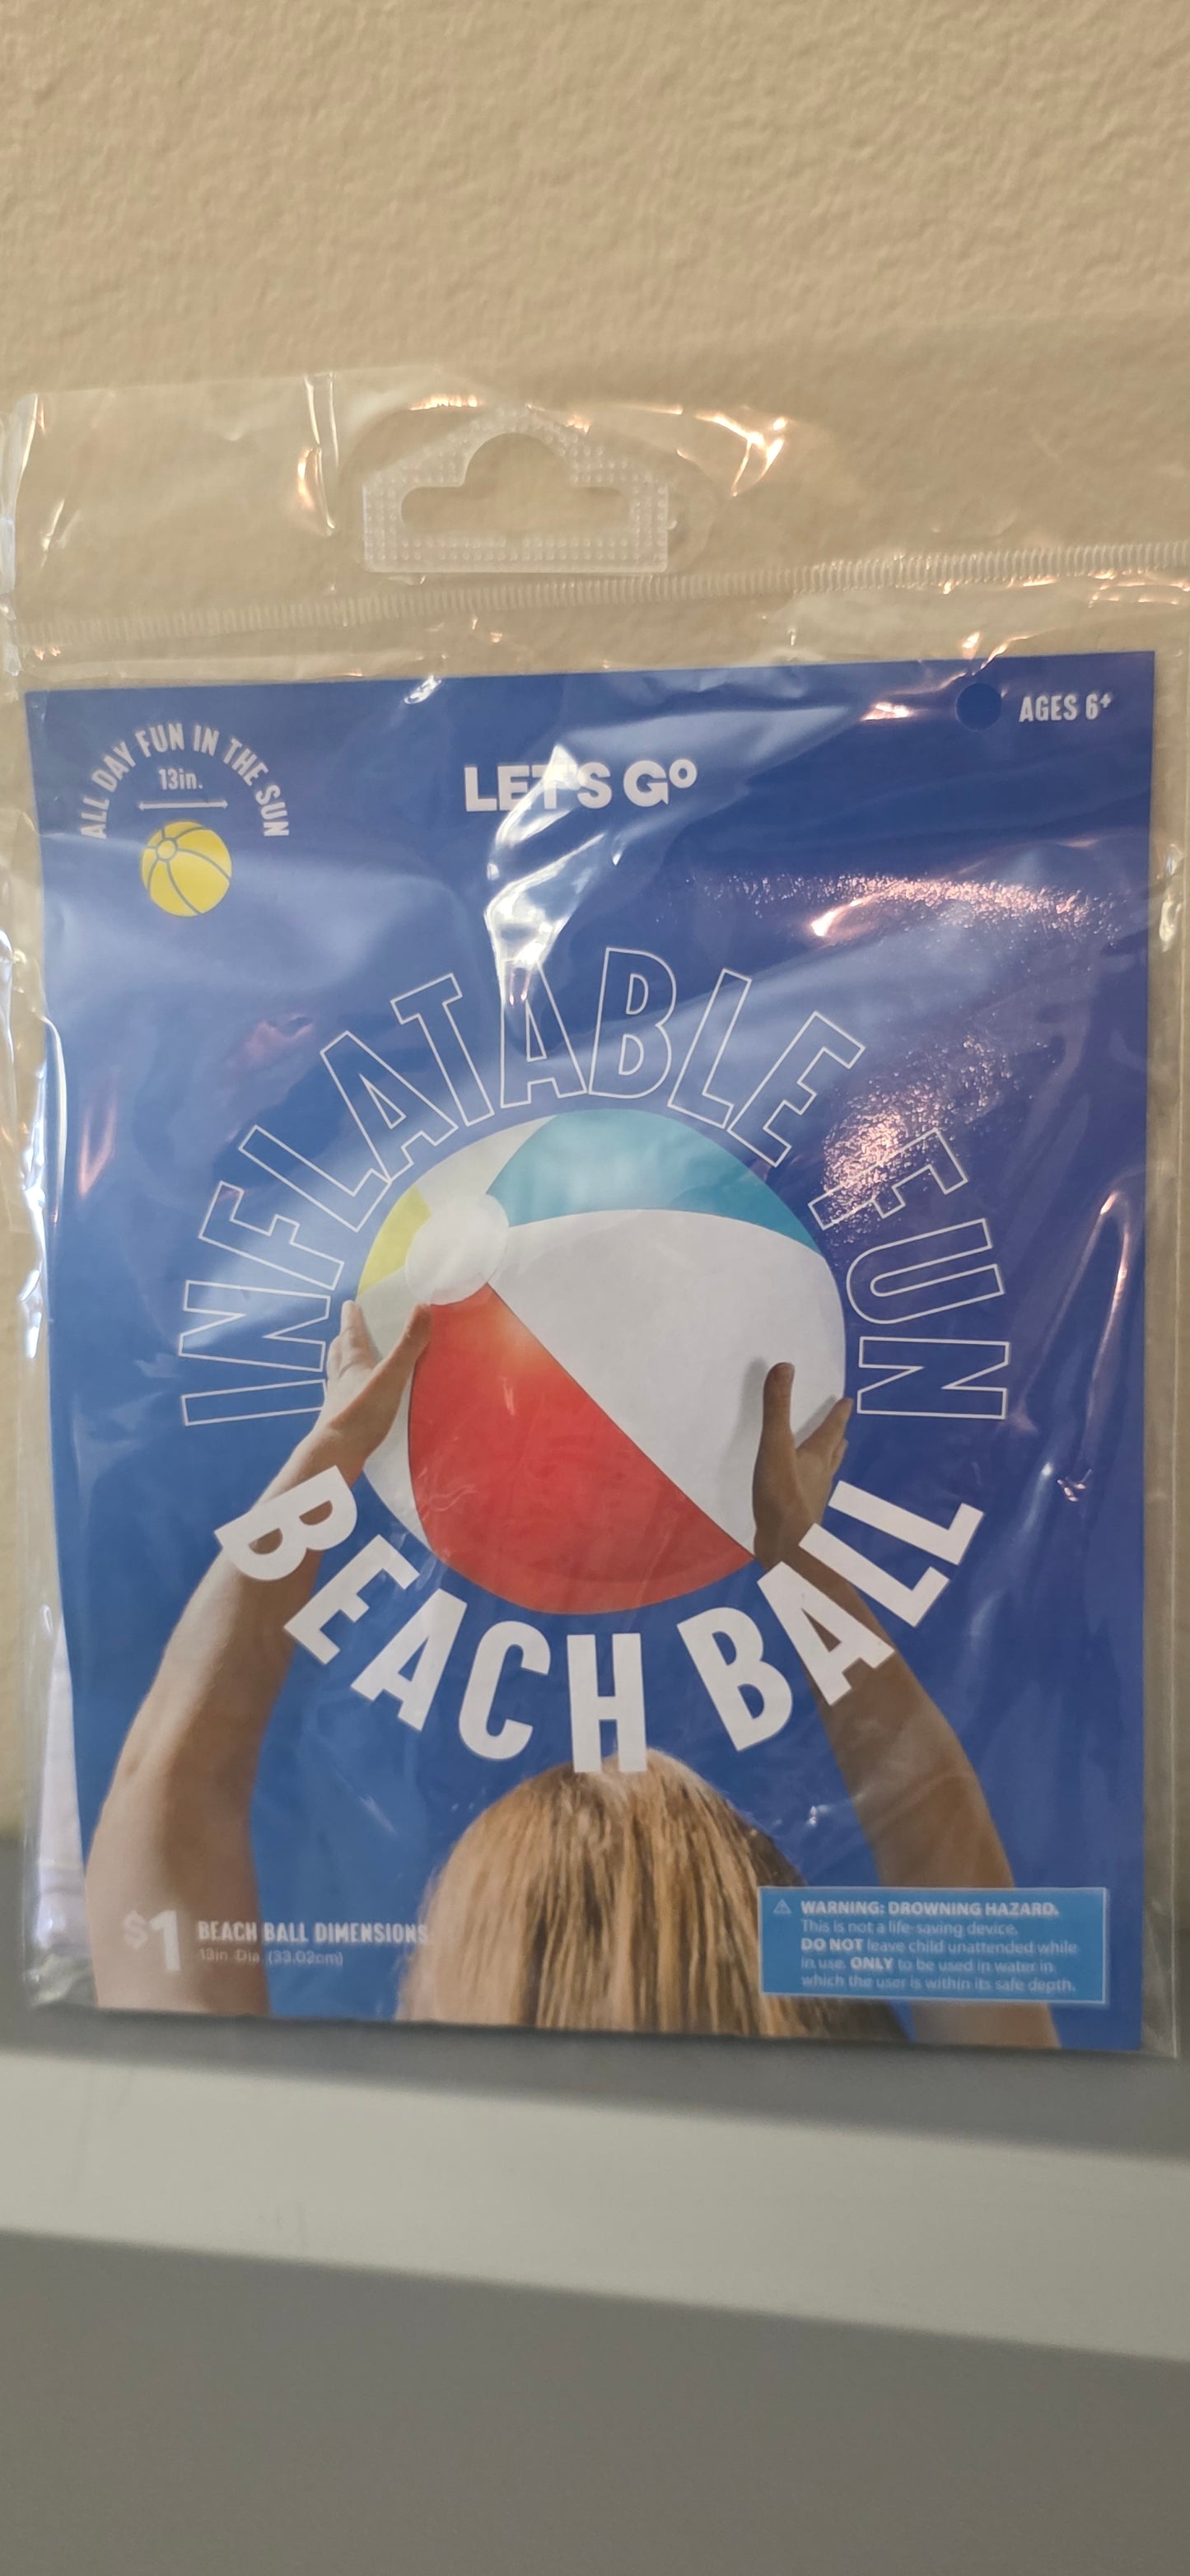 ALL DAY FUN IN THE SUN
13in.
LET'S GO
AGES 6+
INFLATABLE FUN
BEACH BALL
$1
BEACH BALL DIMENSIONS
13in. Dia. (33.02cm)
WARNING: DROWNING HAZARD.
This is not a life-saving device.
DO NOT leave child unattended while
in use. ONLY to be used in water in
which the user is within its safe depth.